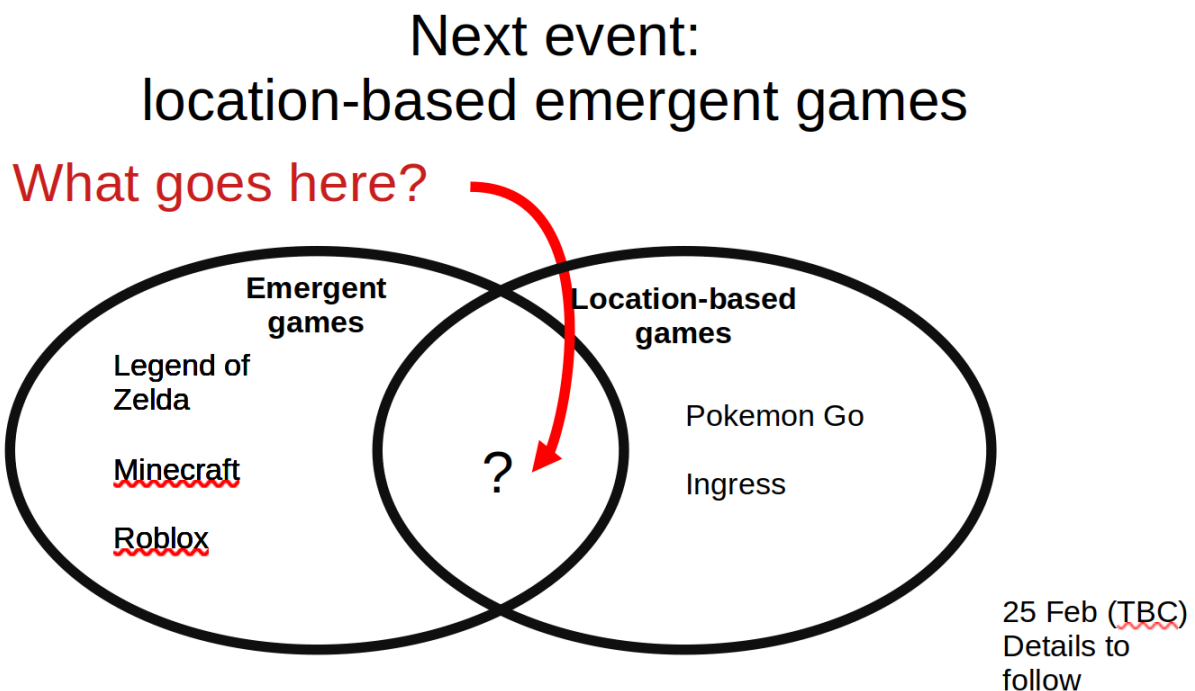 Next event:
location-based emergent games
What goes here?
Emergent
games
Location-based
games
Legend of
Zelda
Minecraft
Roblox
?
Pokemon Go
Ingress
25 Feb (TBC)
Details to
follow